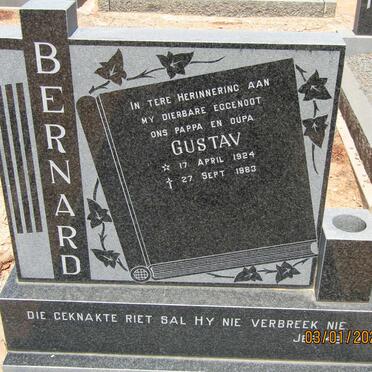 BERNARD
IN TERE HERINNERING AAN
MY DIERBARE EGGENOOT
ONS PAPPA EN OUPA
GUSTAV
☆ 17 APRIL 1924
✝ 27 SEPT 1983
DIE GEKNAKTE RIET SAL HY NIE VERBREEK NIE
03/01/20